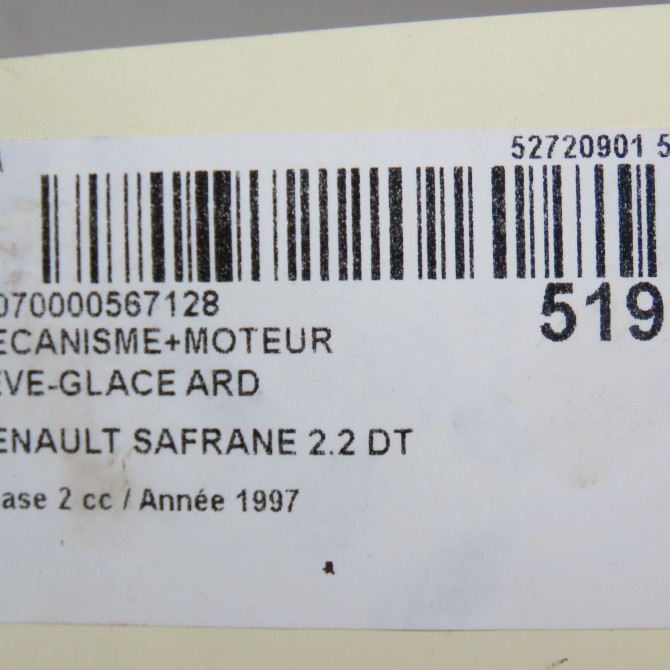 52720901 5
070000567128
519
ECANISME+MOTEUR
EVE-GLACE ARD
ENAULT SAFRANE 2.2 DT
ase 2 cc / Année 1997